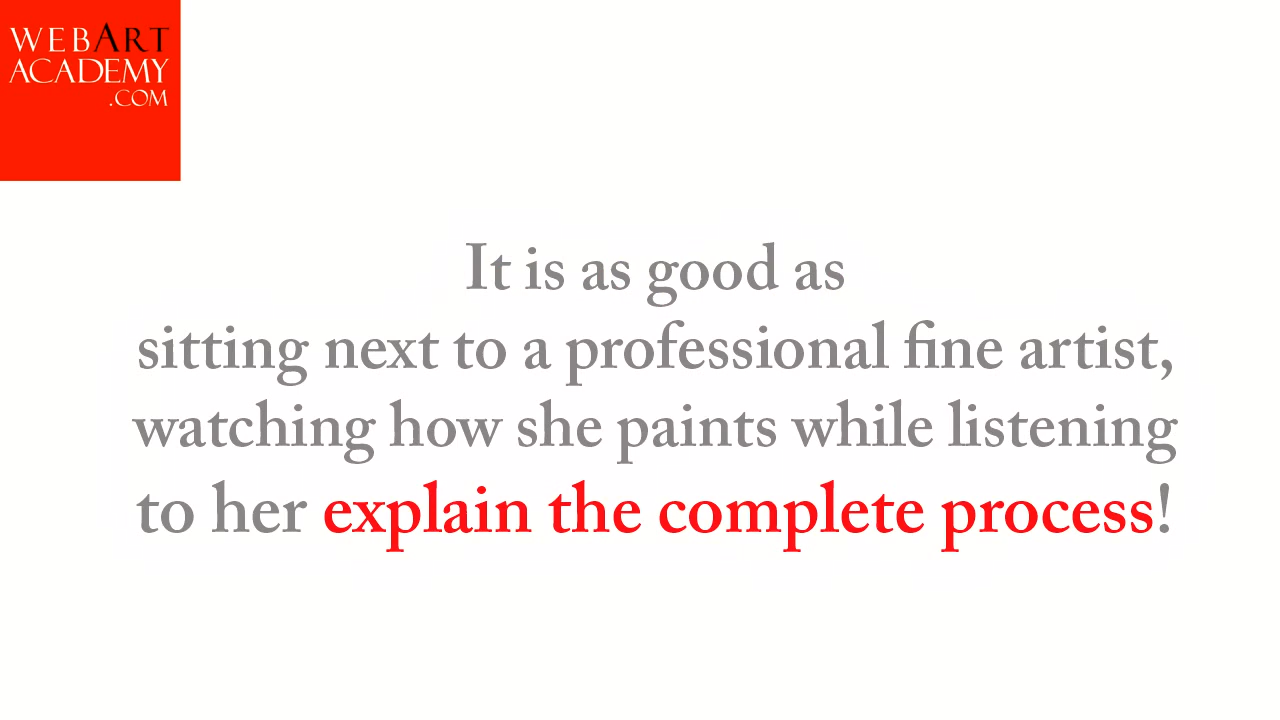 WEBART
ACADEMY
.COM
It is as good as
sitting next to a professional fine artist,
watching how she paints while listening
to her explain the complete process!